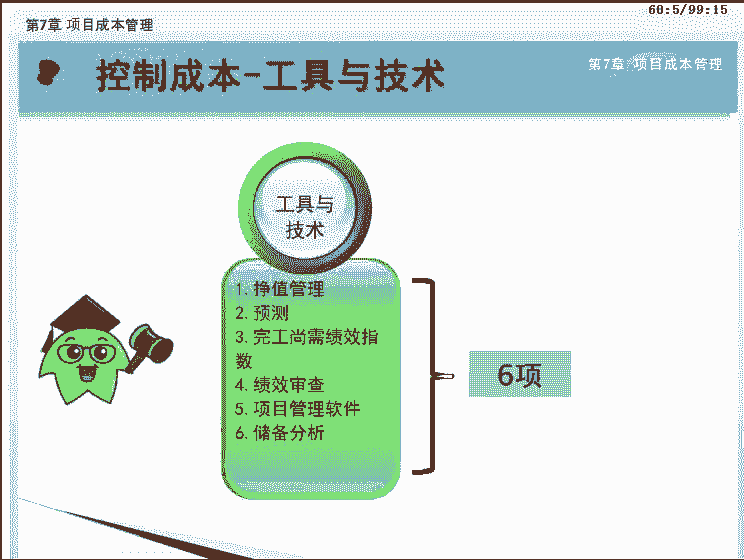 60:5/99:15
第7章 项目成本管理
控制成本-工具与技术
第7章 项目成本管理
工具与
技术
1.挣值管理
2.预测
3.完工尚需绩效指
数
4.绩效审查
5.项目管理软件
6.储备分析
6项